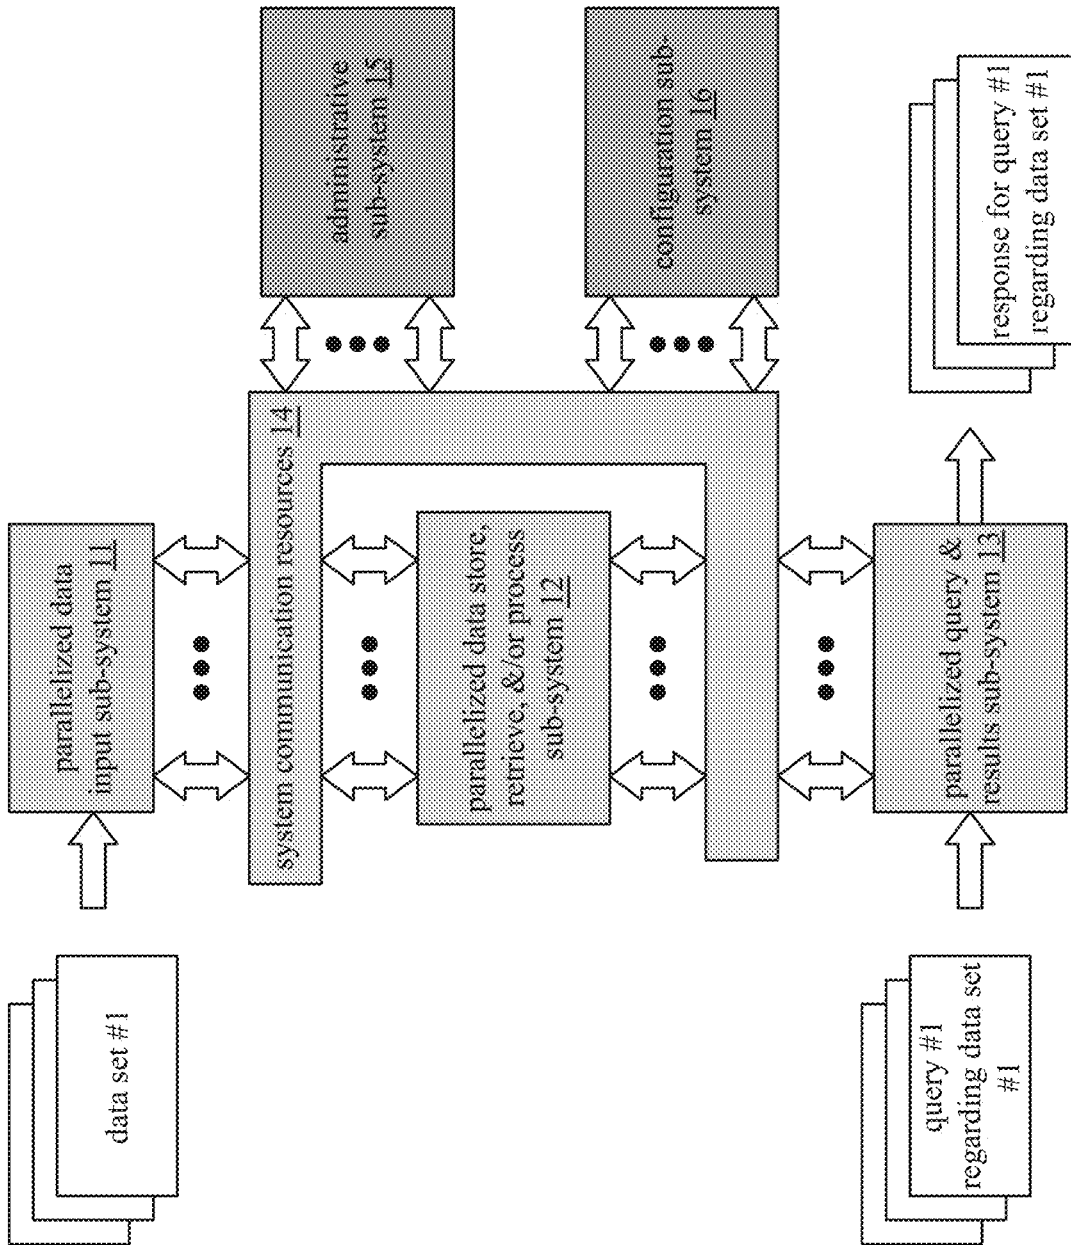 data set #1
parallelized data
input sub-system 11
system communication resources 14
administrative
sub-system 15
parallelized data store,
retrieve, &/or process
sub-system 12
configuration sub-
system 16
query #1
regarding data set
#1
parallelized query &
results sub-system 13
response for query #1
regarding data set #1